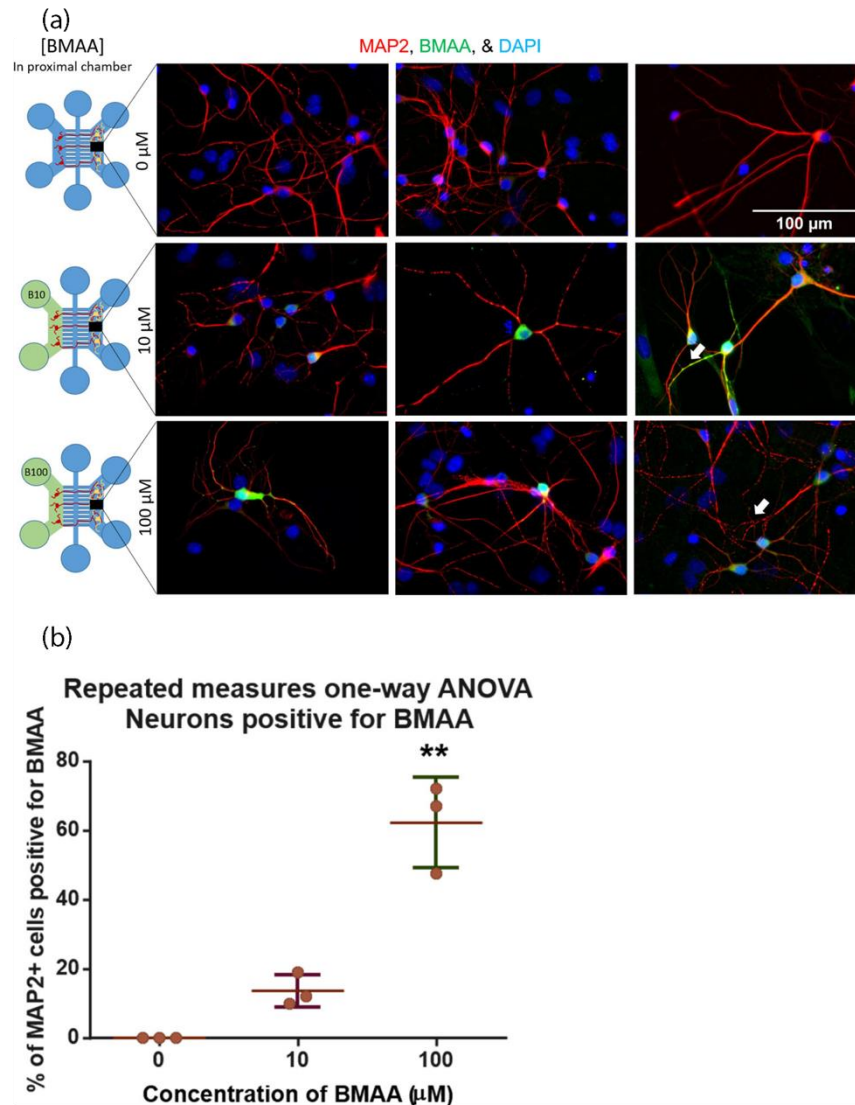 (a)
[BMAA]
In proximal chamber
MAP2, BMAA, & DAPI
0 μM
100 μm
B10
10 μM
B100
100 μM
(b)
Repeated measures one-way ANOVA
Neurons positive for BMAA
**
% of MAP2+ cells positive for BMAA
80
60
40
20
0
0
10
100
Concentration of BMAA (μM)